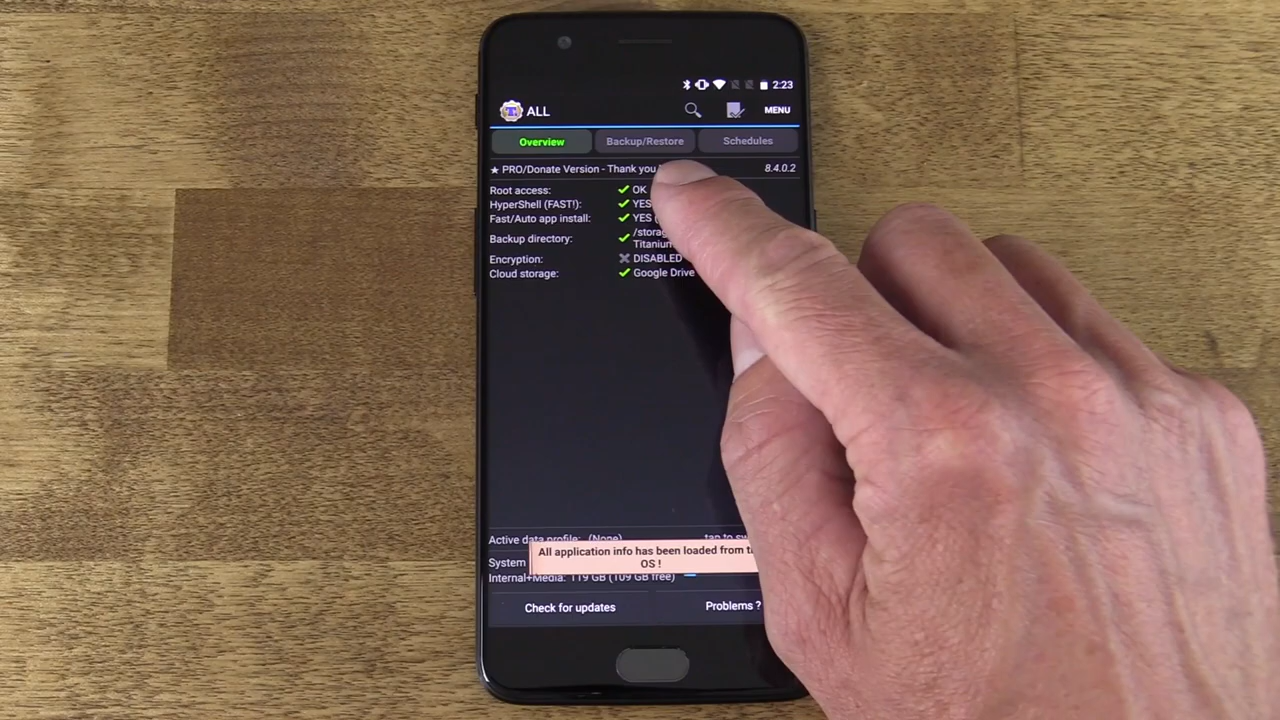 2:23
ALL MENU
Overview Backup/Restore Schedules
★ PRO/Donate Version - Thank you 8.4.0.2
Root access: OK
HyperShell (FAST!): YES
Fast/Auto app install: YES (
Backup directory: /storag
Titanium
Encryption: DISABLED
Cloud storage: Google Drive
Active data profile: (None) tap to sw
All application info has been loaded from
OS !
System
Internal+Media: 119 GB (109 GB free)
Check for updates Problems ?